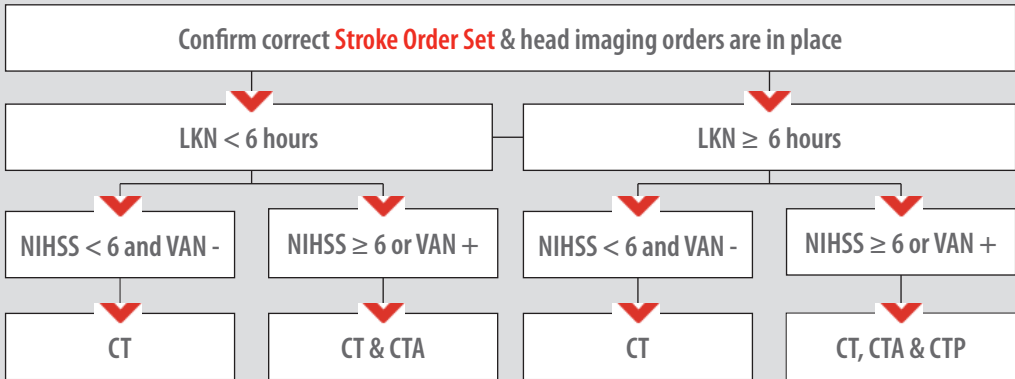 Confirm correct Stroke Order Set & head imaging orders are in place
LKN < 6 hours
LKN ≥ 6 hours
NIHSS < 6 and VAN -
NIHSS ≥ 6 or VAN +
NIHSS < 6 and VAN -
NIHSS ≥ 6 or VAN +
CT
CT & CTA
CT
CT, CTA & CTP